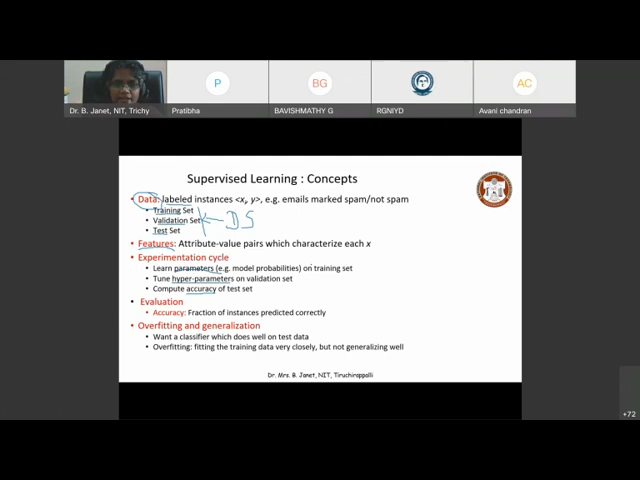 P
BG
AC
Dr. B. Janet, NIT, Trichy
Pratibha
BAVISHMATHY G
RGNIYD
Avani chandran
Supervised Learning : Concepts
• Data: labeled instances <xᵢ, y>, e.g. emails marked spam/not spam
• Training Set
• Validation Set
DS
• Test Set
• Features: Attribute-value pairs which characterize each x
• Experimentation cycle
• Learn parameters (e.g. model probabilities) on training set
• Tune hyper-parameters on validation set
• Compute accuracy of test set
• Evaluation
• Accuracy: Fraction of instances predicted correctly
• Overfitting and generalization
• Want a classifier which does well on test data
• Overfitting: fitting the training data very closely, but not generalizing well
Dr. Mrs. B. Janet, NIT, Tiruchirappalli
+72